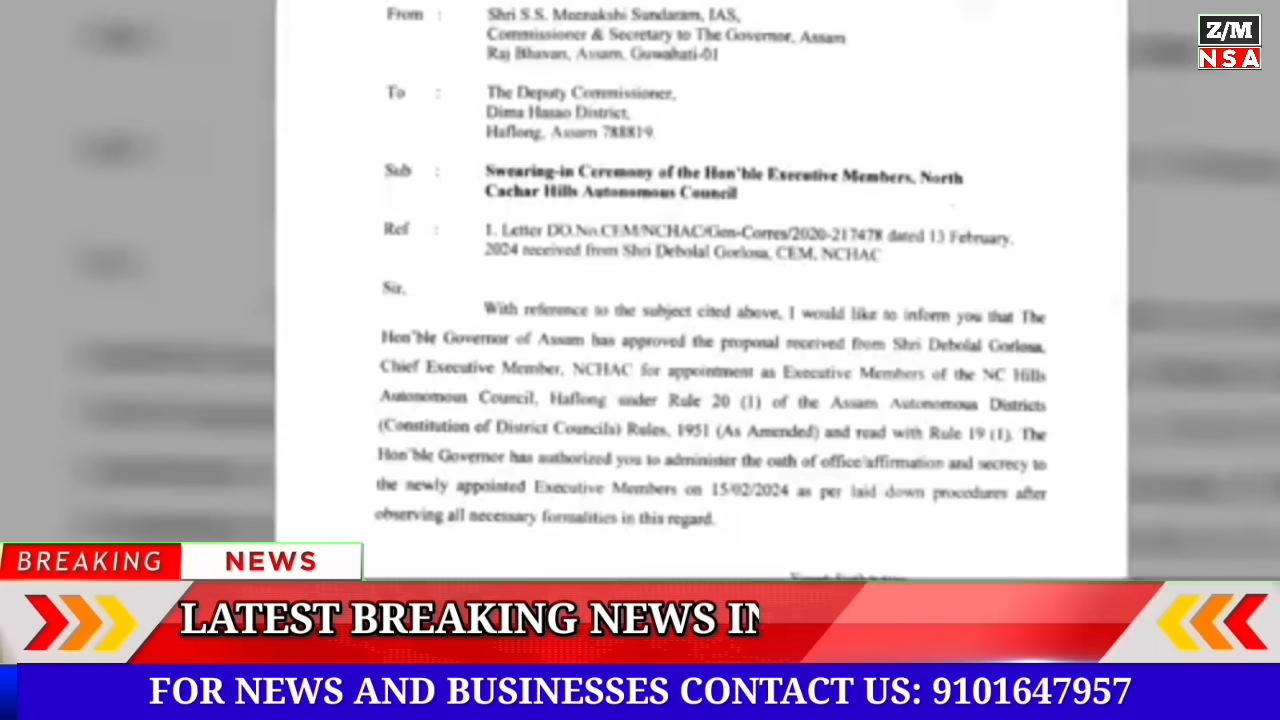 Z/M
NSA
From : Shri S.S. Meenakshi Sundaram, IAS,
Commissioner & Secretary to The Governor, Assam
Raj Bhavan, Assam, Guwahati-01
To : The Deputy Commissioner,
Dima Hasao District,
Haflong, Assam 788819.
Sub : Swearing-in Ceremony of the Hon'ble Executive Members, North
Cachar Hills Autonomous Council
Ref : 1. Letter DO.No.CEM/NCHAC/Gen-Corres/2020-217478 dated 13 February,
2024 received from Shri Debolal Gorlosa, CEM, NCHAC
Sir,
With reference to the subject cited above, I would like to inform you that The
Hon'ble Governor of Assam has approved the proposal received from Shri Debolal Gorlosa,
Chief Executive Member, NCHAC for appointment as Executive Members of the NC Hills
Autonomous Council, Haflong under Rule 20 (1) of the Assam Autonomous Districts
(Constitution of District Councils) Rules, 1951 (As Amended) and read with Rule 19 (1). The
Hon'ble Governor has authorized you to administer the oath of office/affirmation and secrecy to
the newly appointed Executive Members on 15/02/2024 as per laid down procedures after
observing all necessary formalities in this regard.
BREAKING NEWS
LATEST BREAKING NEWS IN
FOR NEWS AND BUSINESSES CONTACT US: 9101647957